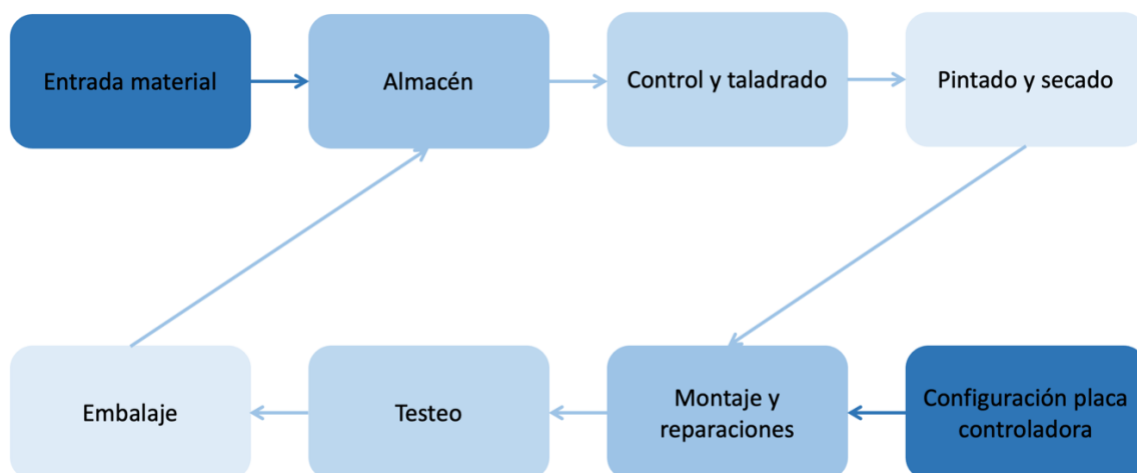 Entrada material
Almacén
Control y taladrado
Pintado y secado
Embalaje
Testeo
Montaje y
reparaciones
Configuración placa
controladora